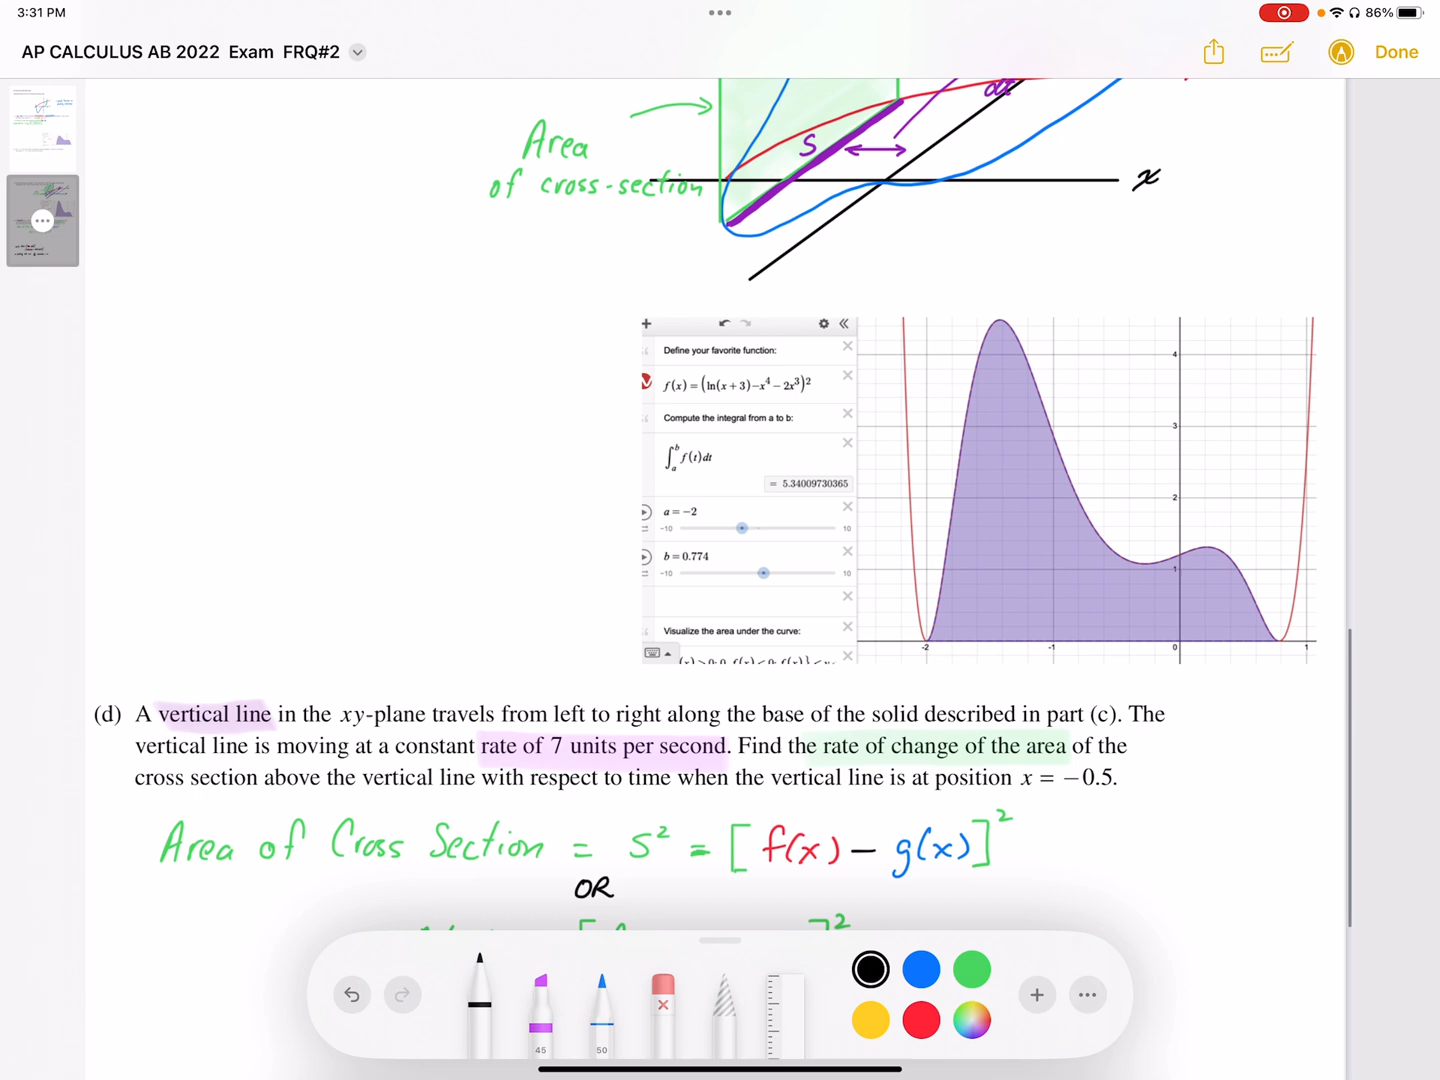 3:31 PM
86%
AP CALCULUS AB 2022 Exam FRQ#2
Done
Area
of cross-section
S
dx
x
Define your favorite function:
f(x) = (ln(x+3)−x⁴ − 2x³)²
Compute the integral from a to b:
∫ₐᵇ f(t)dt
= 5.34009730365
a = −2
-10 10
b = 0.774
-10 10
Visualize the area under the curve:
4
3
2
1
-2 -1 0 1
(d) A vertical line in the xy-plane travels from left to right along the base of the solid described in part (c). The
vertical line is moving at a constant rate of 7 units per second. Find the rate of change of the area of the
cross section above the vertical line with respect to time when the vertical line is at position x = −0.5.
Area of Cross Section = S² = [f(x) − g(x)]²
OR
45 50